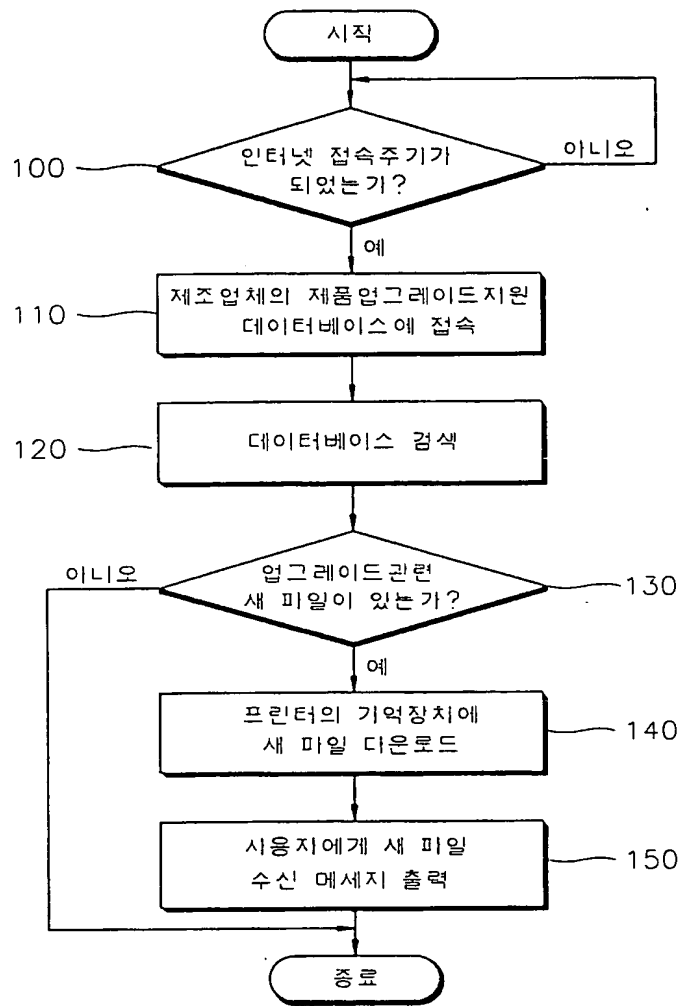 시작
인터넷 접속주기가
되었는가?
아니오
100
예
제조업체의 제품업그레이드지원
데이터베이스에 접속
110
데이터베이스 검색
120
아니오
업그레이드관련
새 파일이 있는가?
130
예
프린터의 기억장치에
새 파일 다운로드
140
사용자에게 새 파일
수신 메세지 출력
150
종료